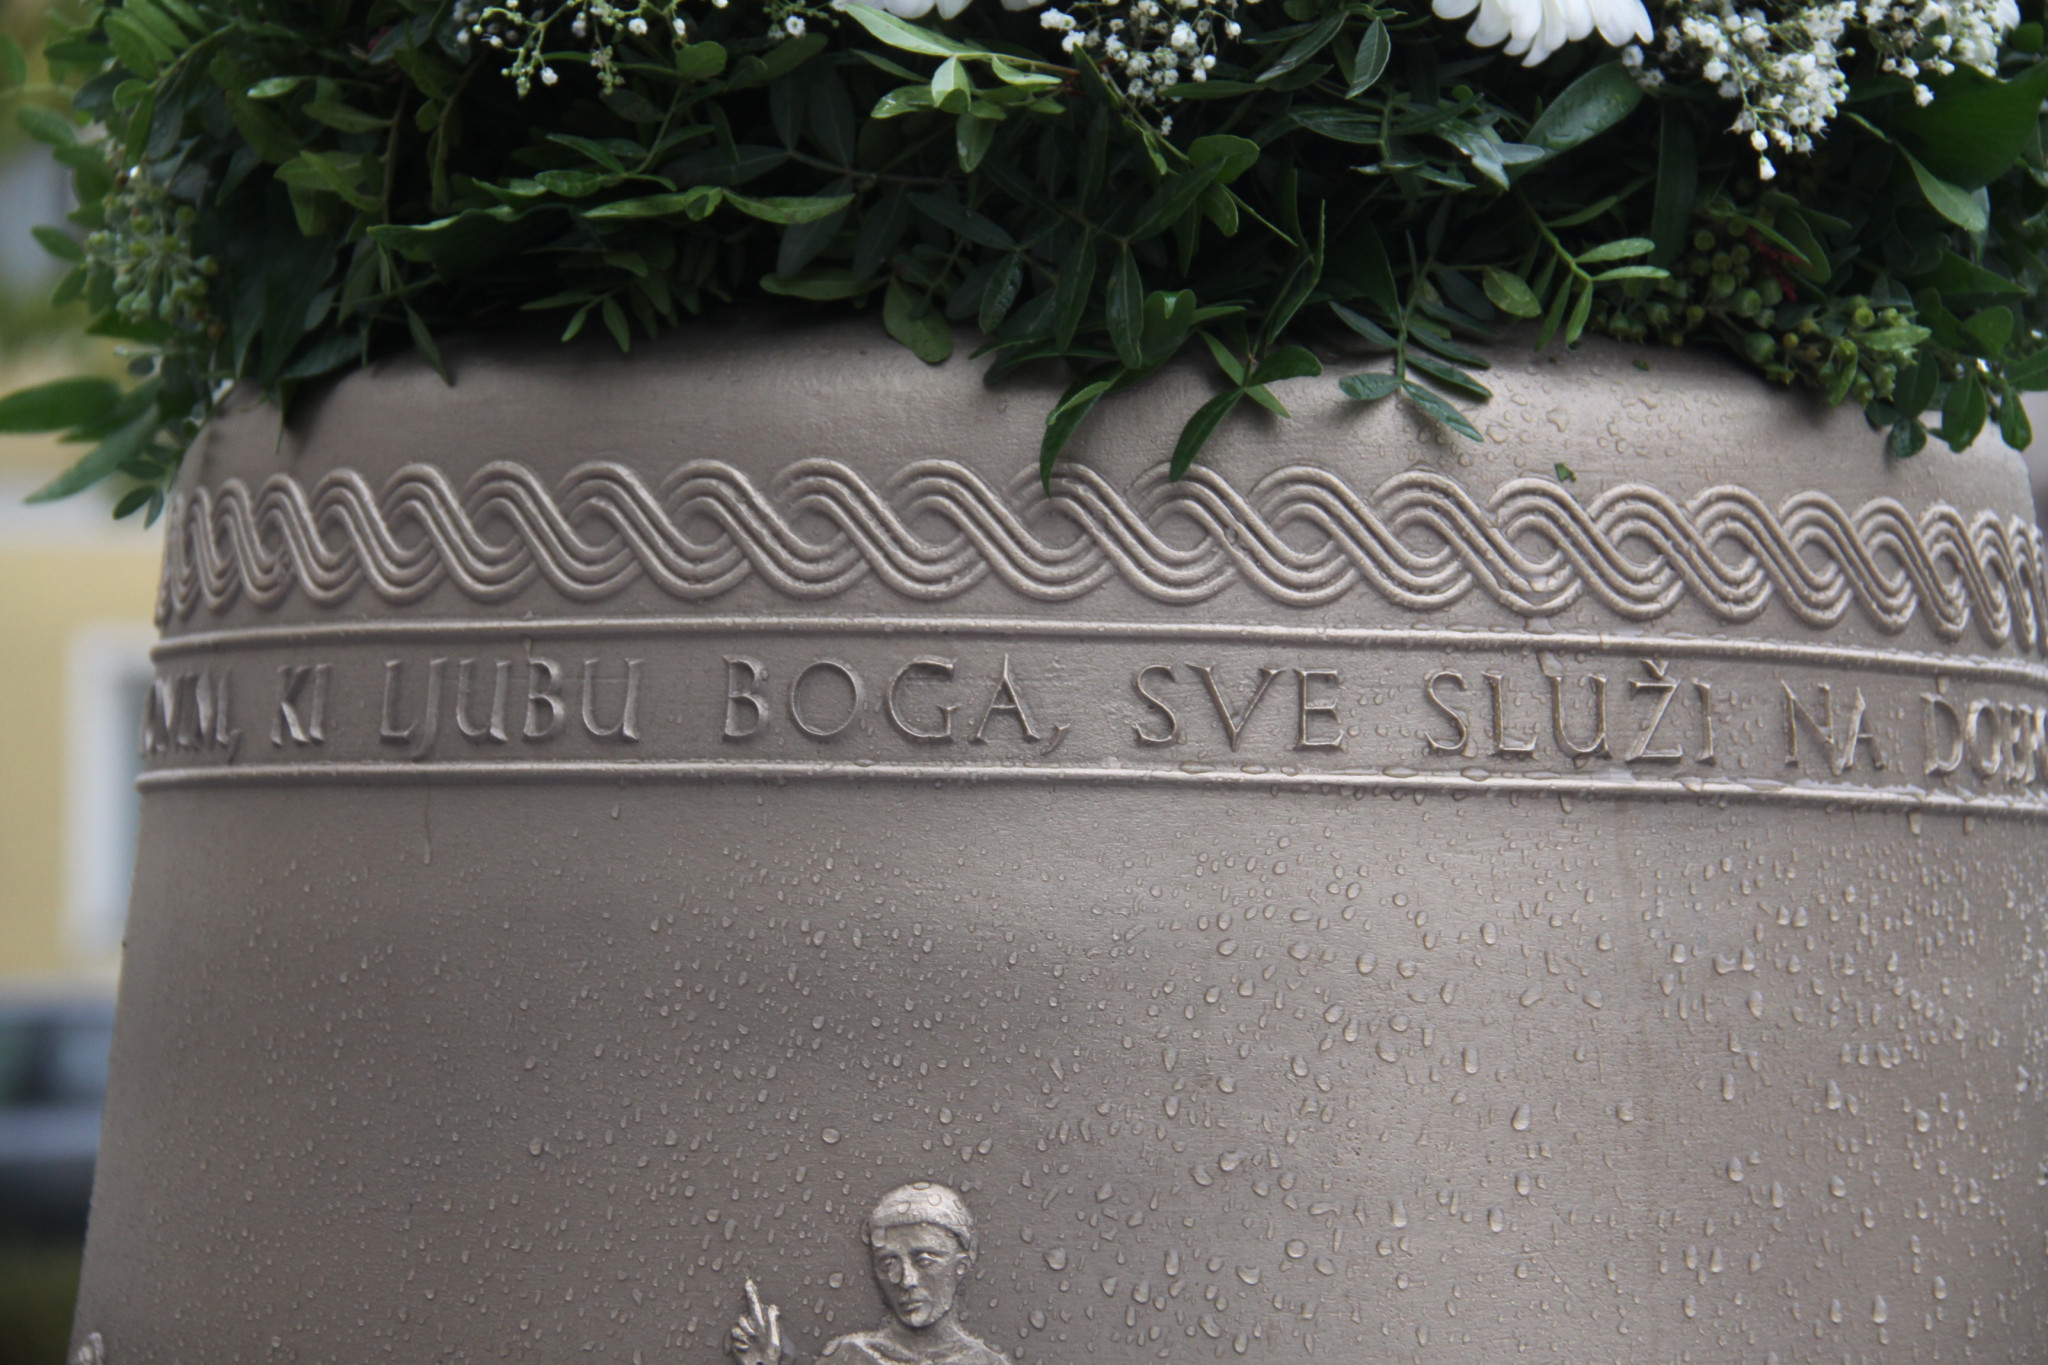 KI LJUBU BOGA, SVE SLUŽI NA